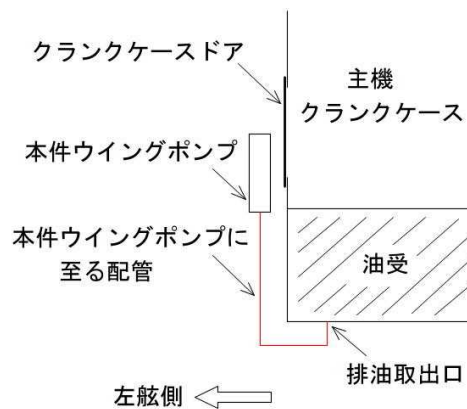 クランクケースドア
主機
クランクケース
本件ウイングポンプ
本件ウイングポンプに
至る配管
油受
排油取出口
左舷側